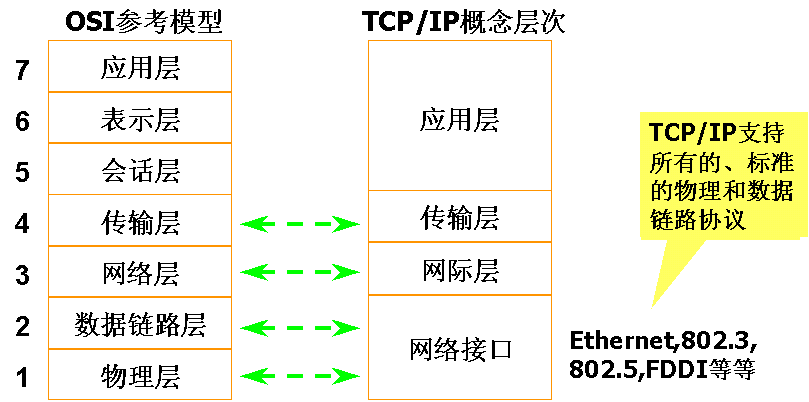 OSI参考模型
TCP/IP概念层次
7 应用层
6 表示层
5 会话层
4 传输层
3 网络层
2 数据链路层
1 物理层
应用层
传输层
网际层
网络接口
TCP/IP支持
所有的、标准
的物理和数据
链路协议
Ethernet,802.3,
802.5,FDDI等等